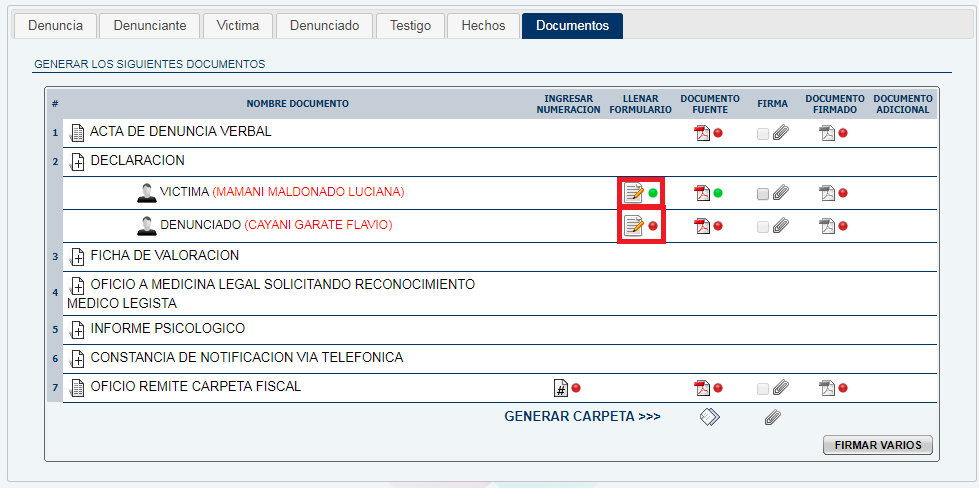 Denuncia Denunciante Victima Denunciado Testigo Hechos Documentos
GENERAR LOS SIGUIENTES DOCUMENTOS
# NOMBRE DOCUMENTO INGRESAR NUMERACION LLENAR FORMULARIO DOCUMENTO FUENTE FIRMA DOCUMENTO FIRMADO DOCUMENTO ADICIONAL
1 ACTA DE DENUNCIA VERBAL
2 DECLARACION
VICTIMA (MAMANI MALDONADO LUCIANA)
DENUNCIADO (CAYANI GARATE FLAVIO)
3 FICHA DE VALORACION
4 OFICIO A MEDICINA LEGAL SOLICITANDO RECONOCIMIENTO
MEDICO LEGISTA
5 INFORME PSICOLOGICO
6 CONSTANCIA DE NOTIFICACION VIA TELEFONICA
7 OFICIO REMITE CARPETA FISCAL #
GENERAR CARPETA >>>
FIRMAR VARIOS